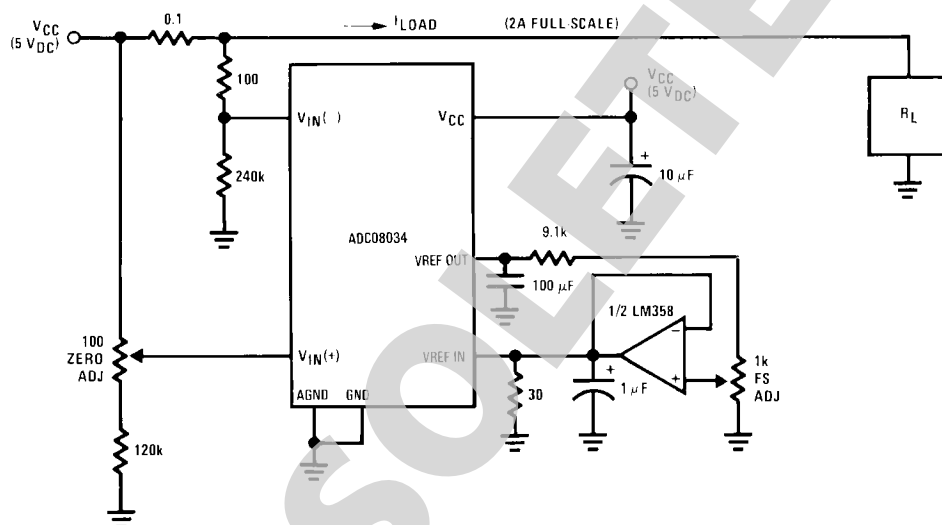 VCC
(5 VDC)
0.1
ILOAD
(2A FULL-SCALE)
100
VIN(-)
240k
VCC
VCC
(5 VDC)
+
10 µF
RL
ADC08034
VREF OUT
9.1k
100 µF
1/2 LM358
-
+
100
ZERO
ADJ
VIN(+)
VREF IN
30
+
1 µF
1k
FS
ADJ
AGND
GND
120k
OBSOLETE